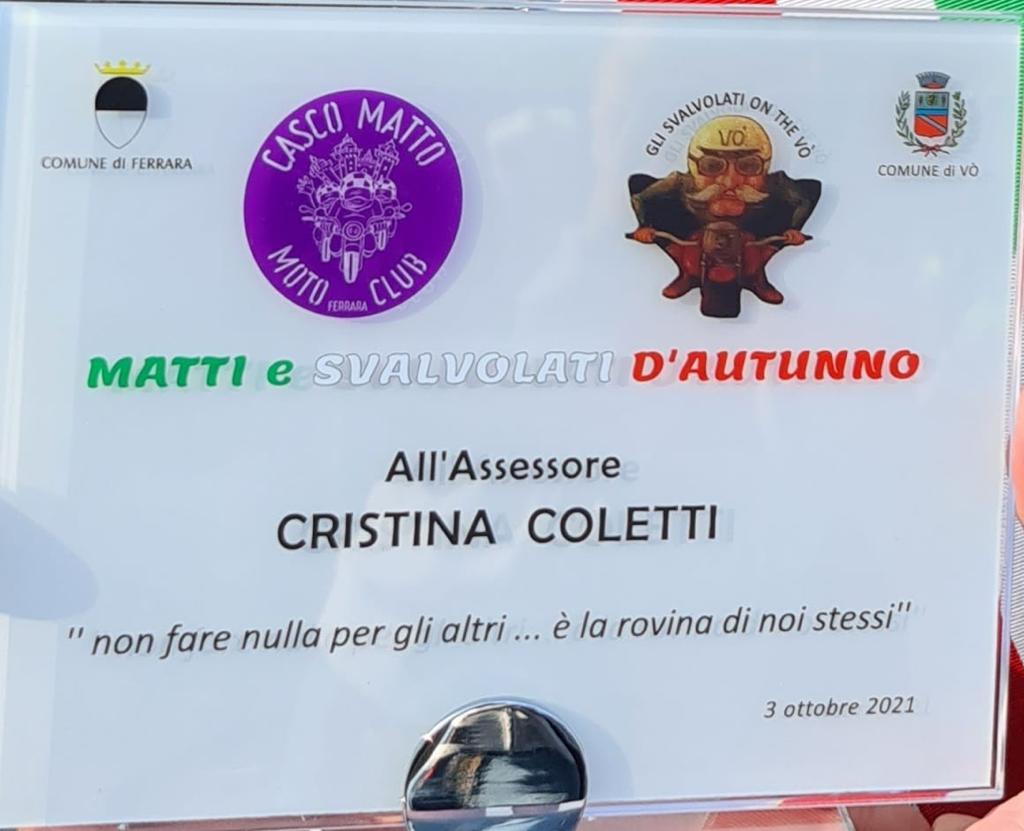 COMUNE di FERRARA
CASCO MATTO
MOTO CLUB
FERRARA
GLI SVALVOLATI ON THE VÒ
VÒ
COMUNE di VÒ
MATTI e SVALVOLATI D'AUTUNNO
All'Assessore
CRISTINA COLETTI
" non fare nulla per gli altri ... è la rovina di noi stessi"
3 ottobre 2021